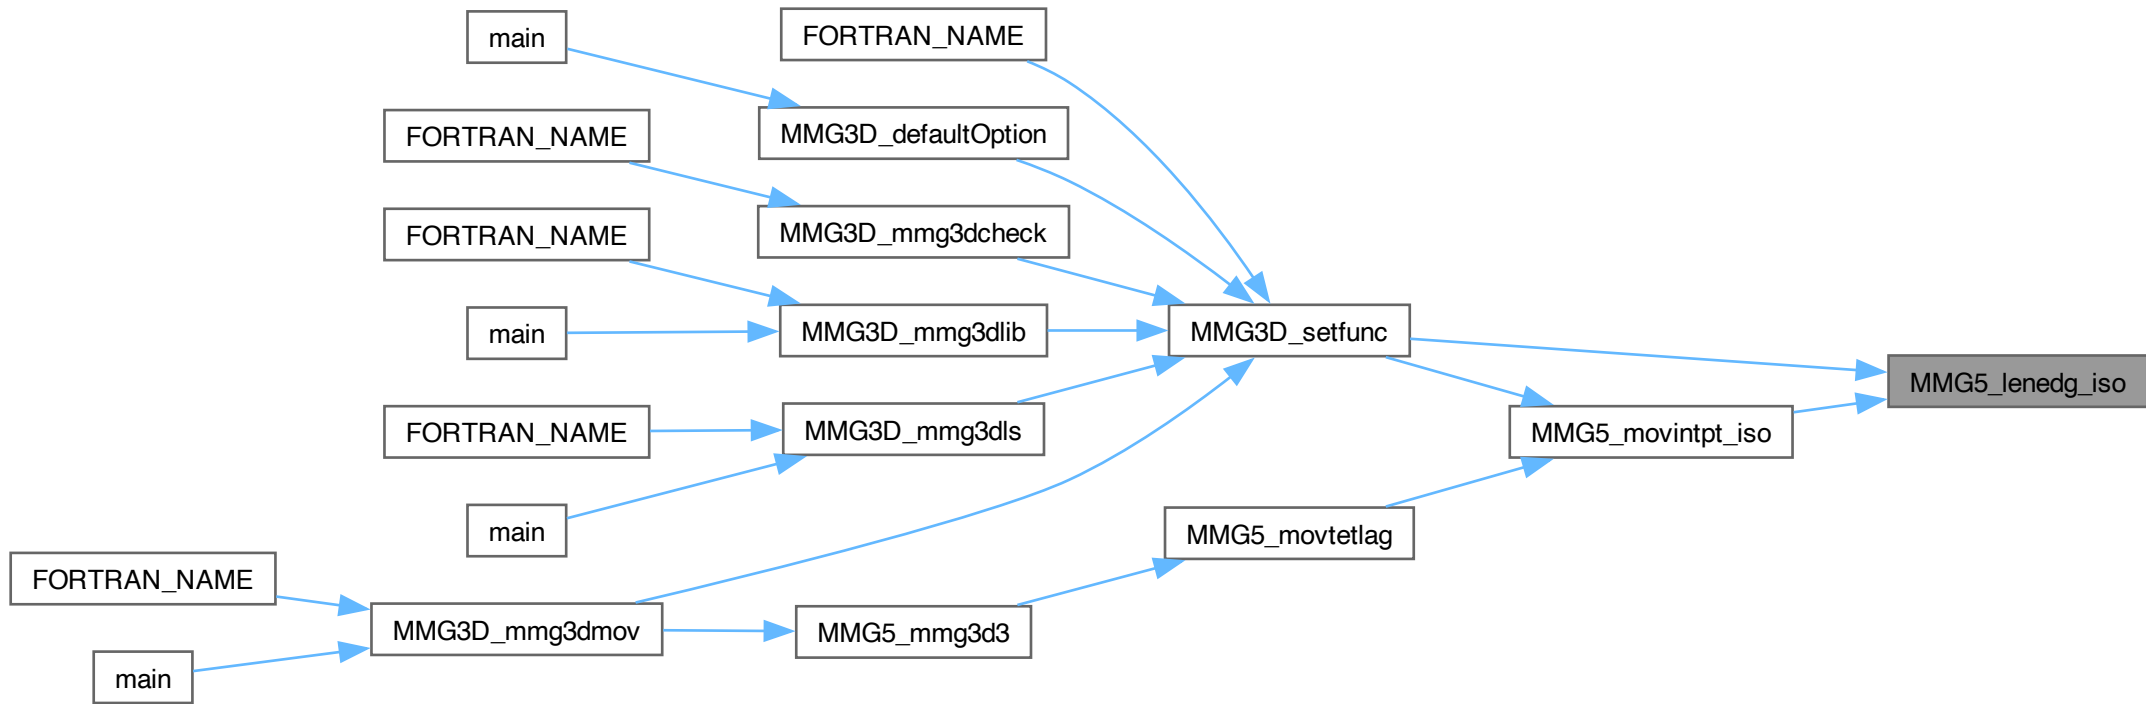 main
FORTRAN_NAME
MMG3D_defaultOption
FORTRAN_NAME
MMG3D_mmg3dcheck
FORTRAN_NAME
main
MMG3D_mmg3dlib
MMG3D_setfunc
MMG5_lenedg_iso
FORTRAN_NAME
MMG3D_mmg3dls
MMG5_movintpt_iso
main
MMG5_movtetlag
FORTRAN_NAME
MMG3D_mmg3dmov
MMG5_mmg3d3
main